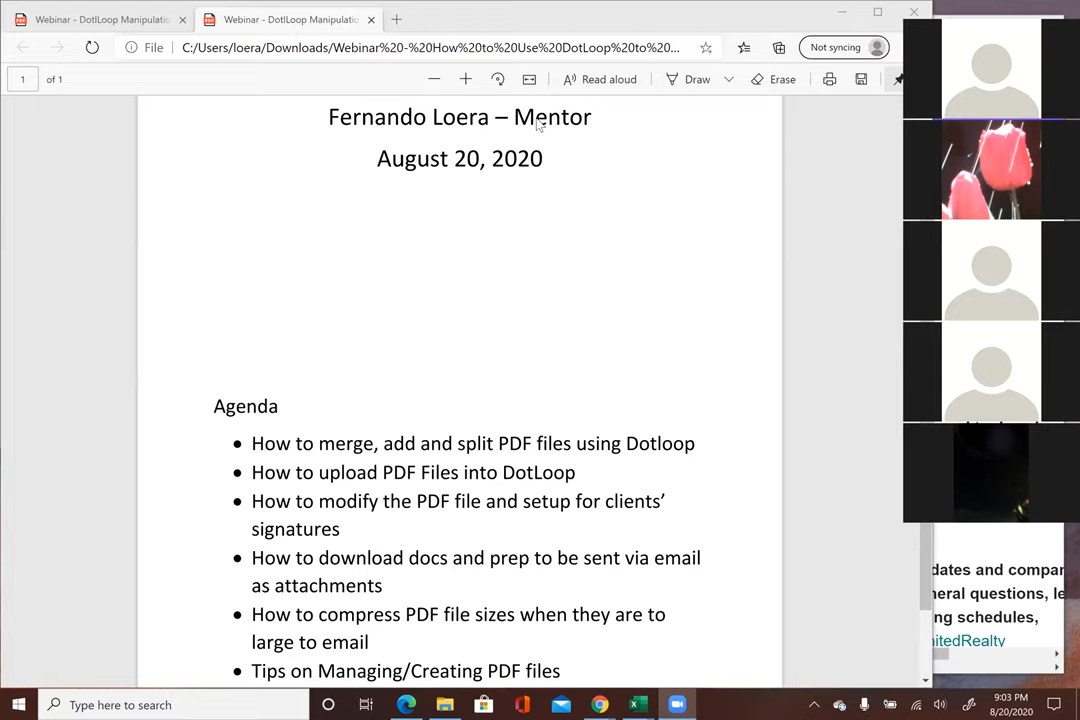 Webinar - DotlLoop Manipulatio
Webinar - DotlLoop Manipulatic
File
C:/Users/loera/Downloads/Webinar%20-%20How%20to%20Use%20DotLoop%20to%20...
Not syncing
1 of 1
Read aloud
Draw
Erase
Fernando Loera – Mentor
August 20, 2020
Agenda
• How to merge, add and split PDF files using Dotloop
• How to upload PDF Files into DotLoop
• How to modify the PDF file and setup for clients’
signatures
• How to download docs and prep to be sent via email
as attachments
• How to compress PDF file sizes when they are to
large to email
• Tips on Managing/Creating PDF files
dates and compar
neral questions, le
ng schedules,
nitedRealty
Type here to search
9:03 PM
8/20/2020